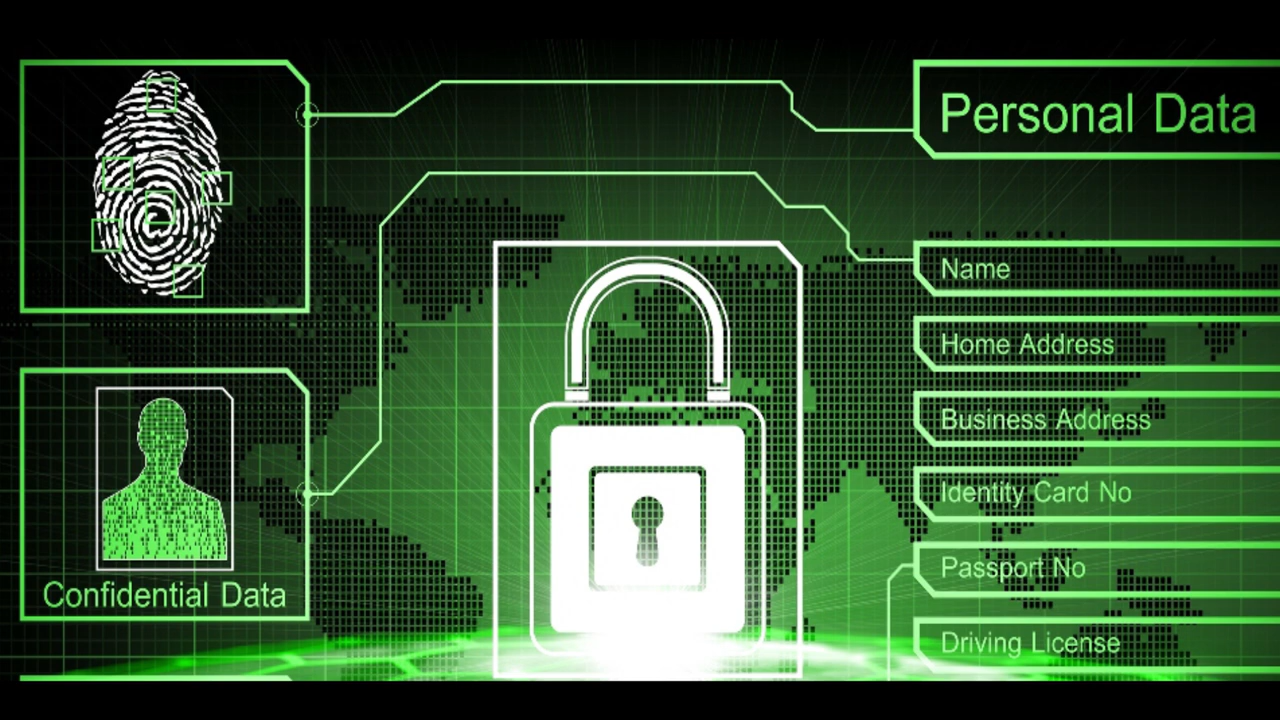 Personal Data
Name
Home Address
Business Address
Identity Card No
Passport No
Driving License
Confidential Data